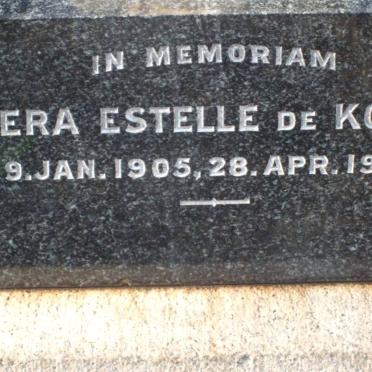 IN MEMORIAM
ERA ESTELLE DE KO
9. JAN. 1905, 28. APR. 19